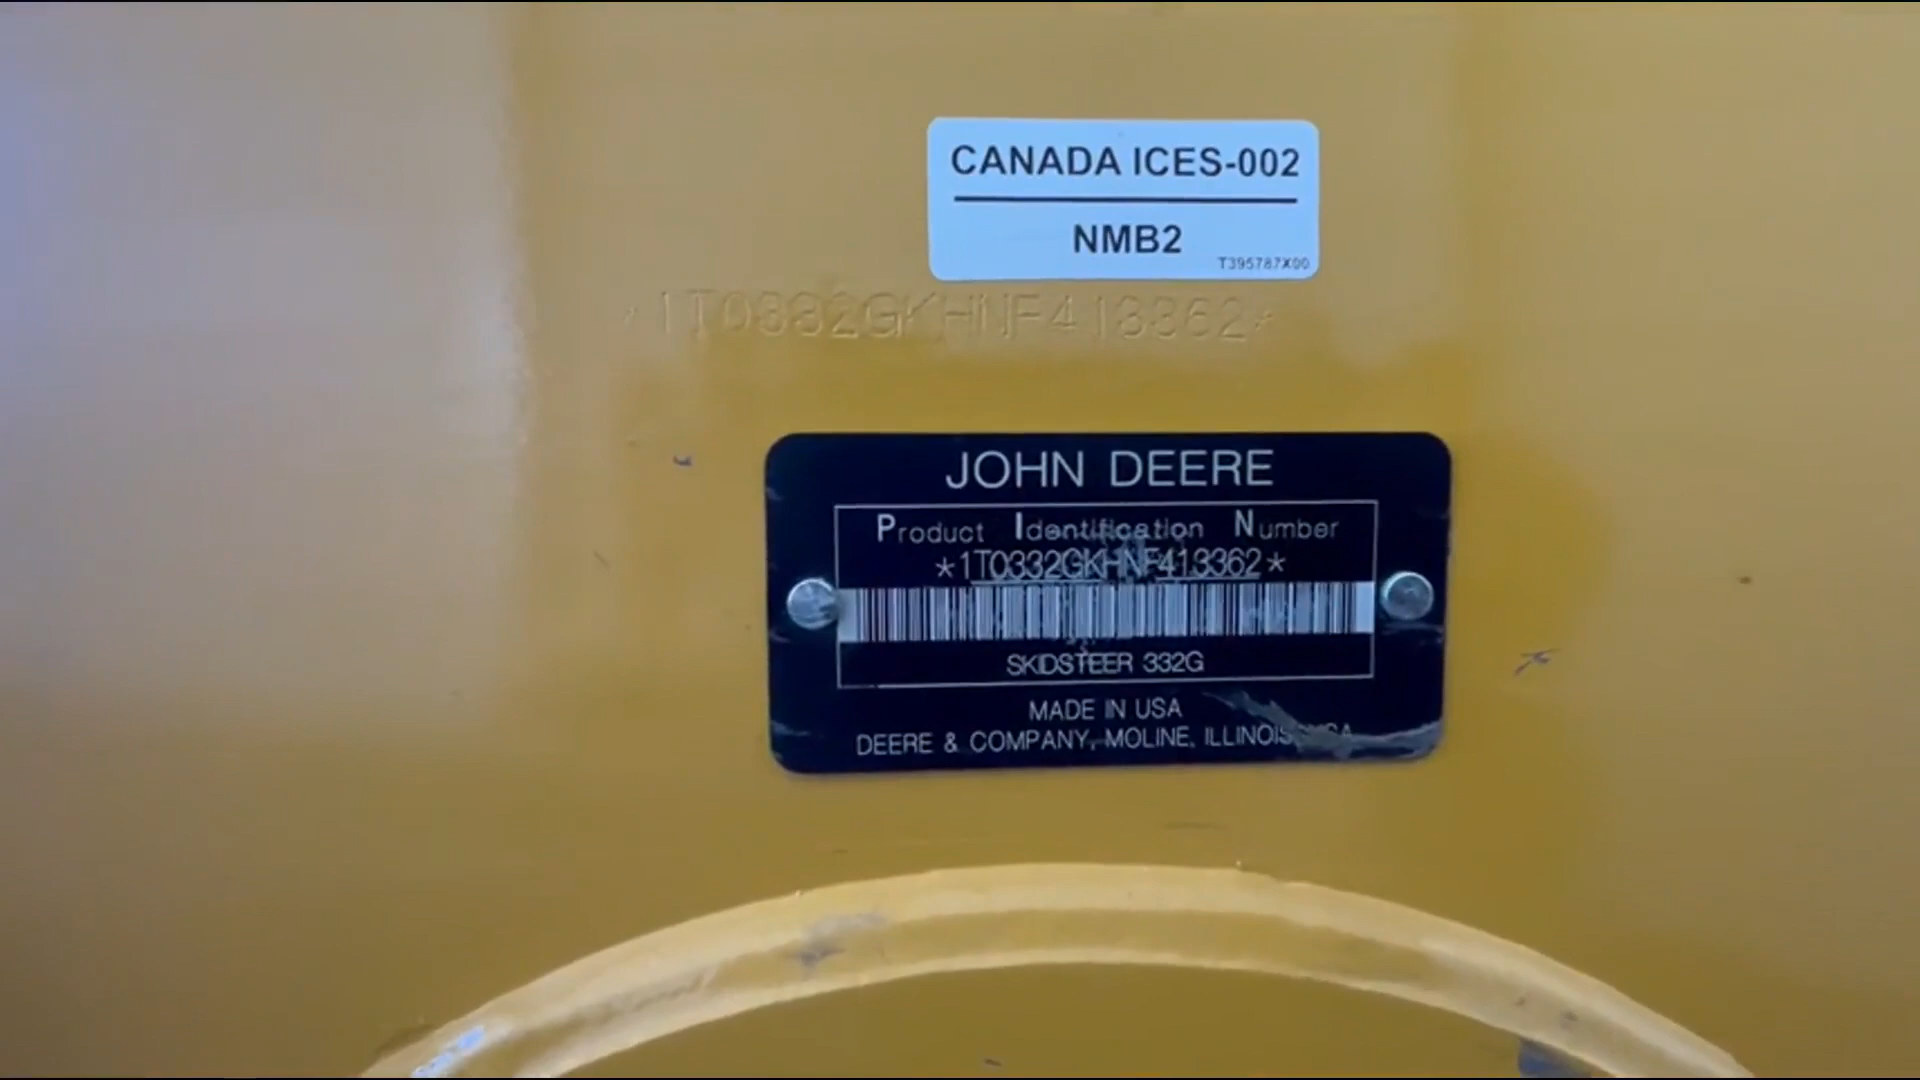 CANADA ICES-002
NMB2
T395787X00
*1T0332GKHNF413362*
JOHN DEERE
Product Identification Number
*1T0332GKHNF413362*
SKIDSTEER 332G
MADE IN USA
DEERE & COMPANY, MOLINE, ILLINOIS